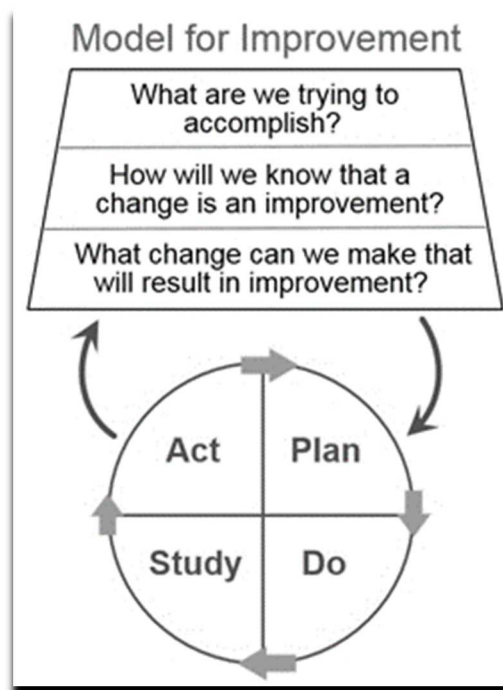 Model for Improvement
What are we trying to
accomplish?
How will we know that a
change is an improvement?
What change can we make that
will result in improvement?
Act
Plan
Study
Do